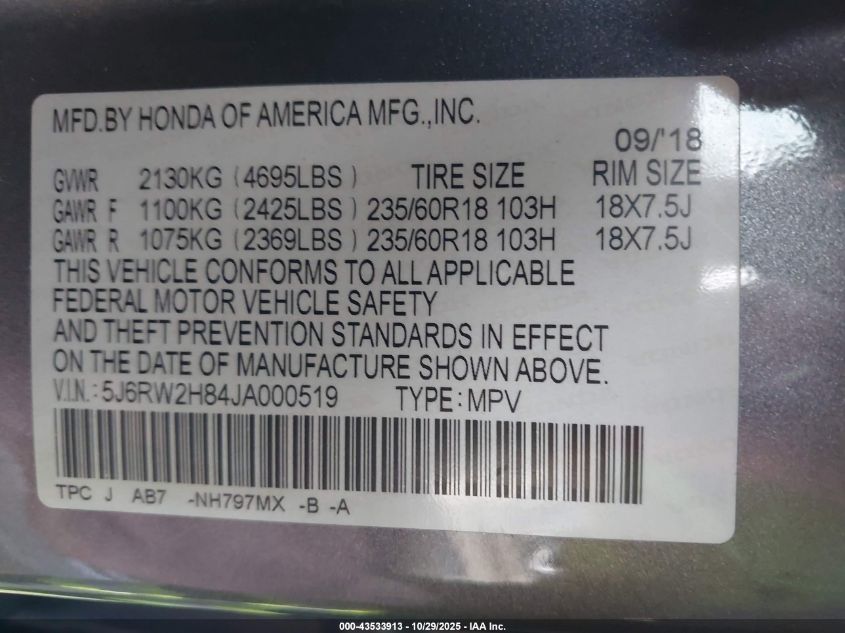 MFD.BY HONDA OF AMERICA MFG.,INC.
09/'18
GVWR 2130KG (4695LBS) TIRE SIZE RIM SIZE
GAWR F 1100KG (2425LBS) 235/60R18 103H 18X7.5J
GAWR R 1075KG (2369LBS) 235/60R18 103H 18X7.5J
THIS VEHICLE CONFORMS TO ALL APPLICABLE
FEDERAL MOTOR VEHICLE SAFETY
AND THEFT PREVENTION STANDARDS IN EFFECT
ON THE DATE OF MANUFACTURE SHOWN ABOVE.
V.I.N.: 5J6RW2H84JA000519 TYPE: MPV
TPC J AB7 -NH797MX -B -A
000-43533913 - 10/29/2025 - IAA Inc.